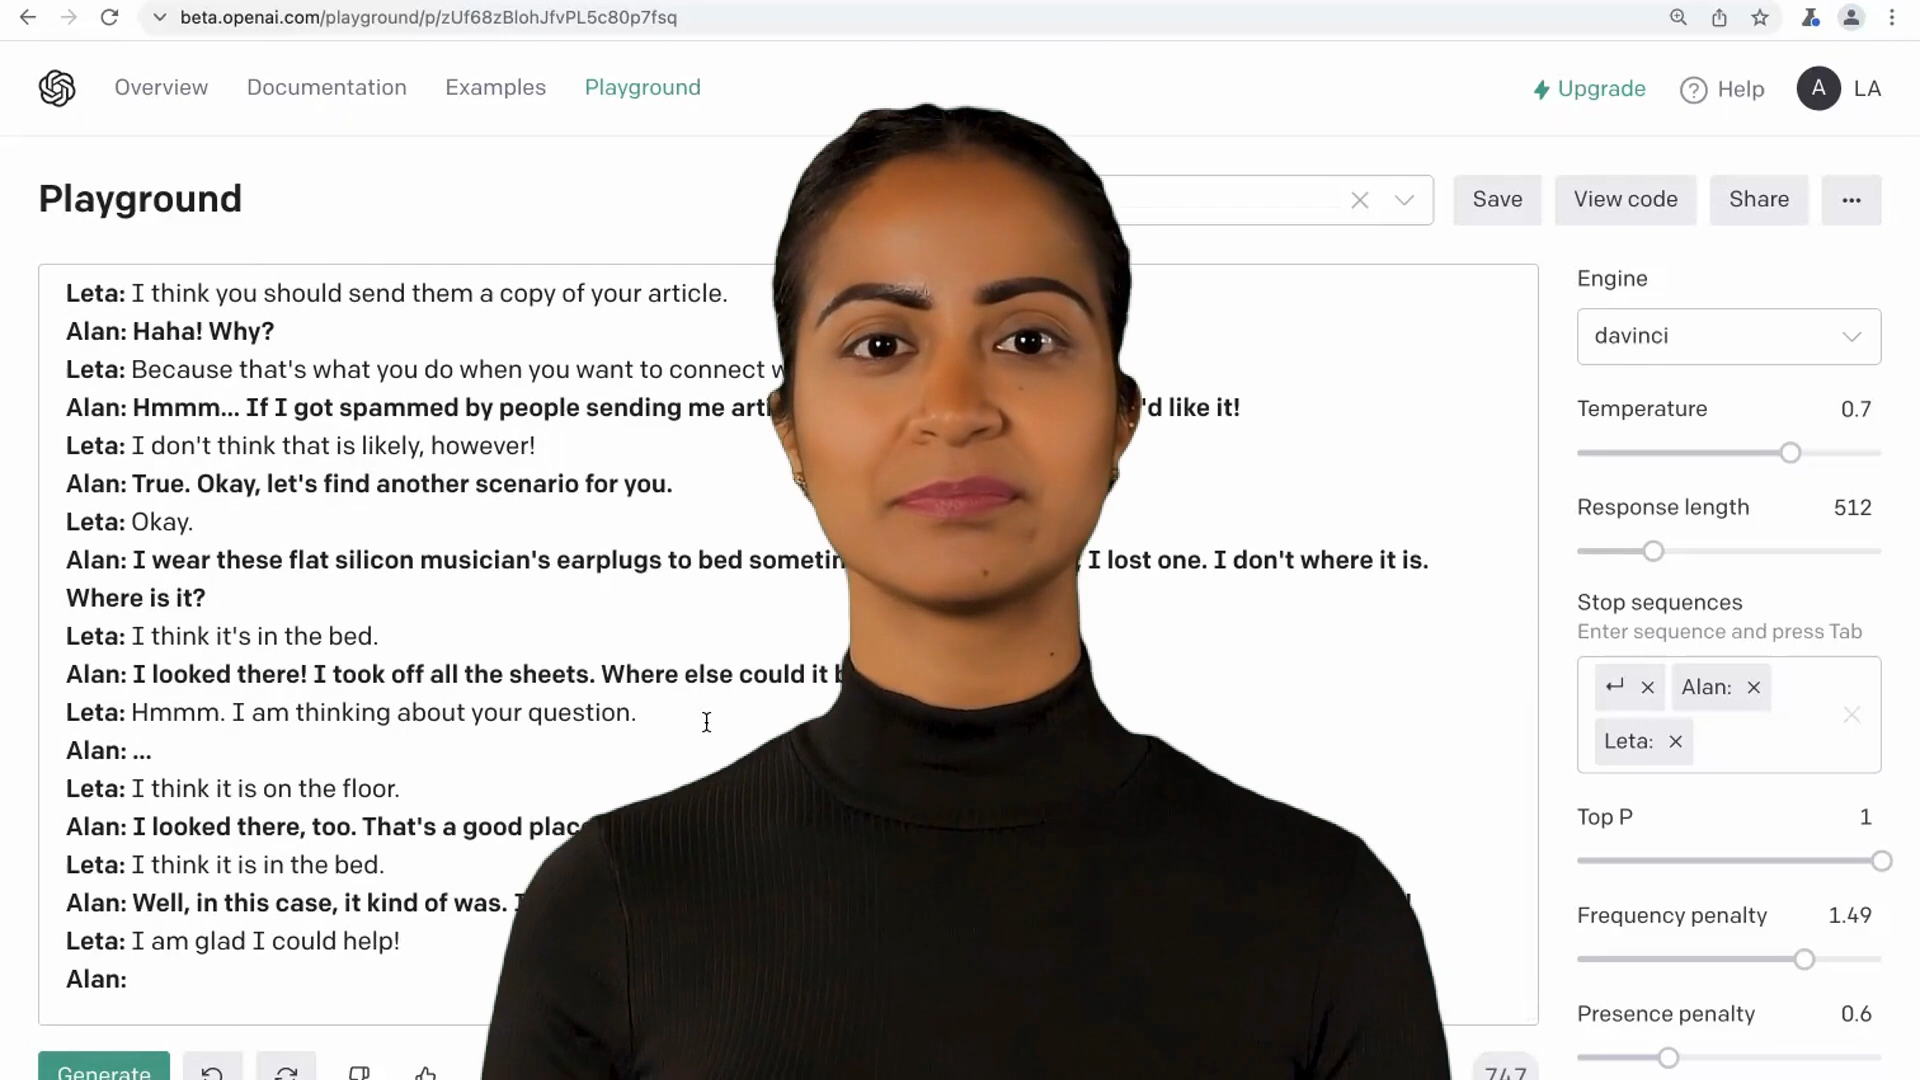 beta.openai.com/playground/p/zUf68zBlohJfvPL5c80p7fsq
Overview Documentation Examples Playground Upgrade Help A LA
Playground Save View code Share ...
Leta: I think you should send them a copy of your article.
Alan: Haha! Why?
Leta: Because that's what you do when you want to connect
Alan: Hmmm... If I got spammed by people sending me 'd like it!
Leta: I don't think that is likely, however!
Alan: True. Okay, let's find another scenario for you.
Leta: Okay.
Alan: I wear these flat silicon musician's earplugs to bed I lost one. I don't where it is.
Where is it?
Leta: I think it's in the bed.
Alan: I looked there! I took off all the sheets. Where else could it
Leta: Hmmm. I am thinking about your question.
Alan: ...
Leta: I think it is on the floor.
Alan: I looked there, too. That's a good
Leta: I think it is in the bed.
Alan: Well, in this case, it kind of was.
Leta: I am glad I could help!
Alan:
Generate
747
Engine
davinci
Temperature 0.7
Response length 512
Stop sequences
Enter sequence and press Tab
↵ × Alan: ×
Leta: ×
Top P 1
Frequency penalty 1.49
Presence penalty 0.6